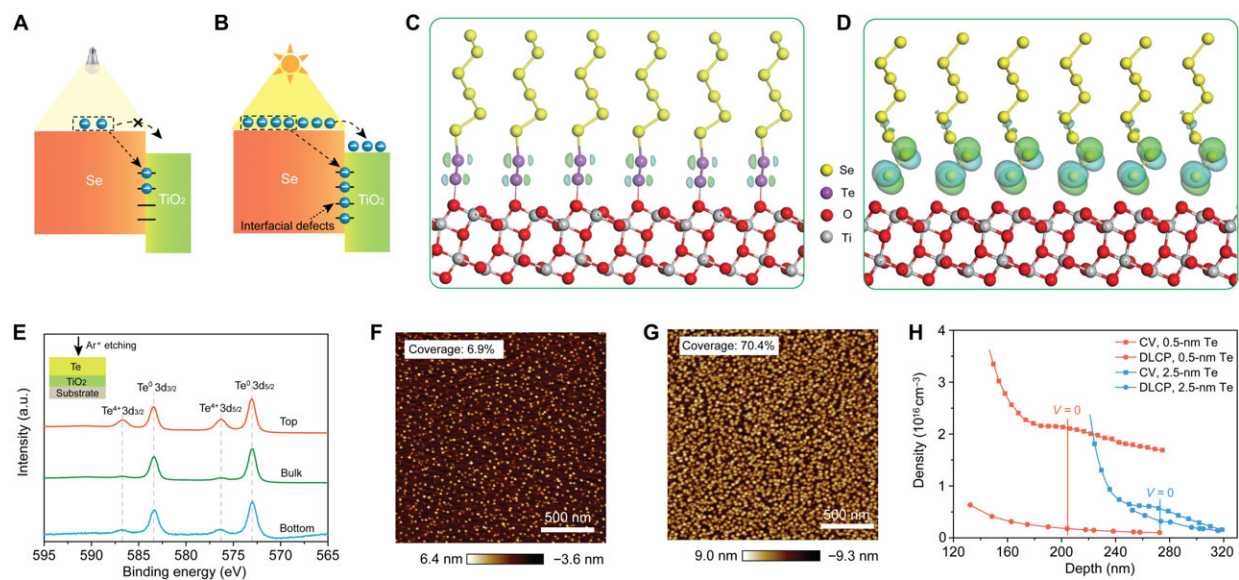 A
Se
TiO₂
B
Se
TiO₂
Interfacial defects
C
Se
Te
O
Ti
D
E
Ar⁺ etching
Te
TiO₂
Substrate
Te⁴⁺3d₃/₂
Te⁰ 3d₃/₂
Te⁴⁺3d₅/₂
Te⁰ 3d₅/₂
Top
Bulk
Bottom
Intensity (a.u.)
595 590 585 580 575 570 565
Binding energy (eV)
F
Coverage: 6.9%
500 nm
6.4 nm −3.6 nm
G
Coverage: 70.4%
500 nm
9.0 nm −9.3 nm
H
CV, 0.5-nm Te
DLCP, 0.5-nm Te
CV, 2.5-nm Te
DLCP, 2.5-nm Te
V = 0
V = 0
Density (10¹⁶ cm⁻³)
4
3
2
1
0
120 160 200 240 280 320
Depth (nm)